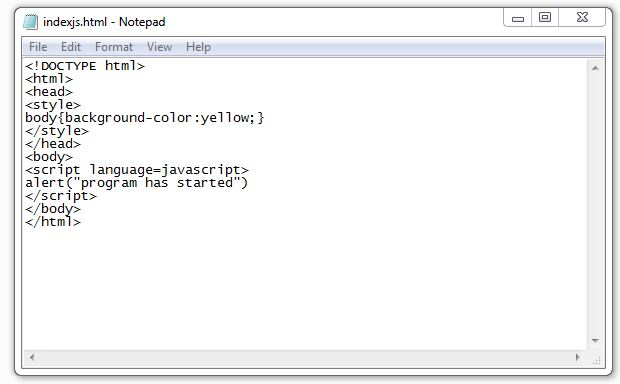 indexjs.html - Notepad
File Edit Format View Help
<!DOCTYPE html>
<html>
<head>
<style>
body{background-color:yellow;}
</style>
</head>
<body>
<script language=javascript>
alert("program has started")
</script>
</body>
</html>